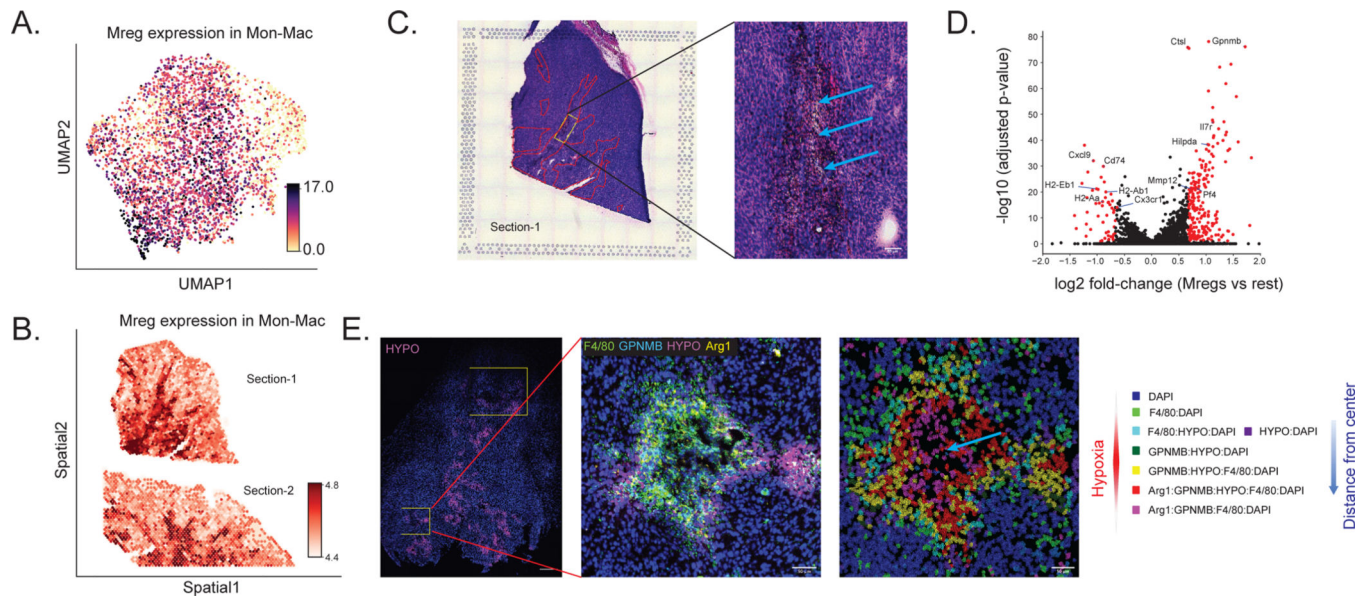 A.
Mreg expression in Mon-Mac
UMAP2
17.0
0.0
UMAP1
B.
Mreg expression in Mon-Mac
Section-1
Section-2
Spatial2
4.8
4.4
Spatial1
C.
Section-1
D.
-log10 (adjusted p-value)
80
70
60
50
40
30
20
10
0
Ctsl
Gpnmb
Il7r
Hilpda
Cxcl9
Cd74
Mmp12
H2-Eb1
H2-Ab1
Pf4
H2-Aa
Cx3cr1
-2.0 -1.5 -1.0 -0.5 0.0 0.5 1.0 1.5 2.0
log2 fold-change (Mregs vs rest)
E.
HYPO
F4/80 GPNMB HYPO Arg1
Hypoxia
DAPI
F4/80:DAPI
F4/80:HYPO:DAPI HYPO:DAPI
GPNMB:HYPO:DAPI
GPNMB:HYPO:F4/80:DAPI
Arg1:GPNMB:HYPO:F4/80:DAPI
Arg1:GPNMB:F4/80:DAPI
Distance from center